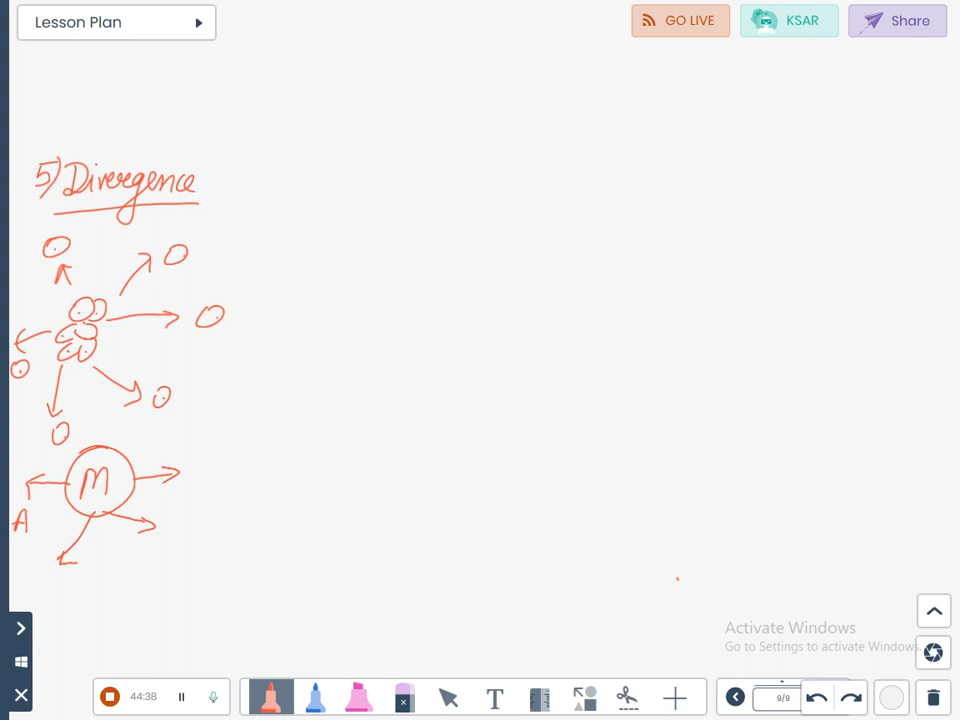 Lesson Plan
GO LIVE
KSAR
Share
5) Divergence
M
A
Activate Windows
Go to Settings to activate Windows.
44:38
T
9/9